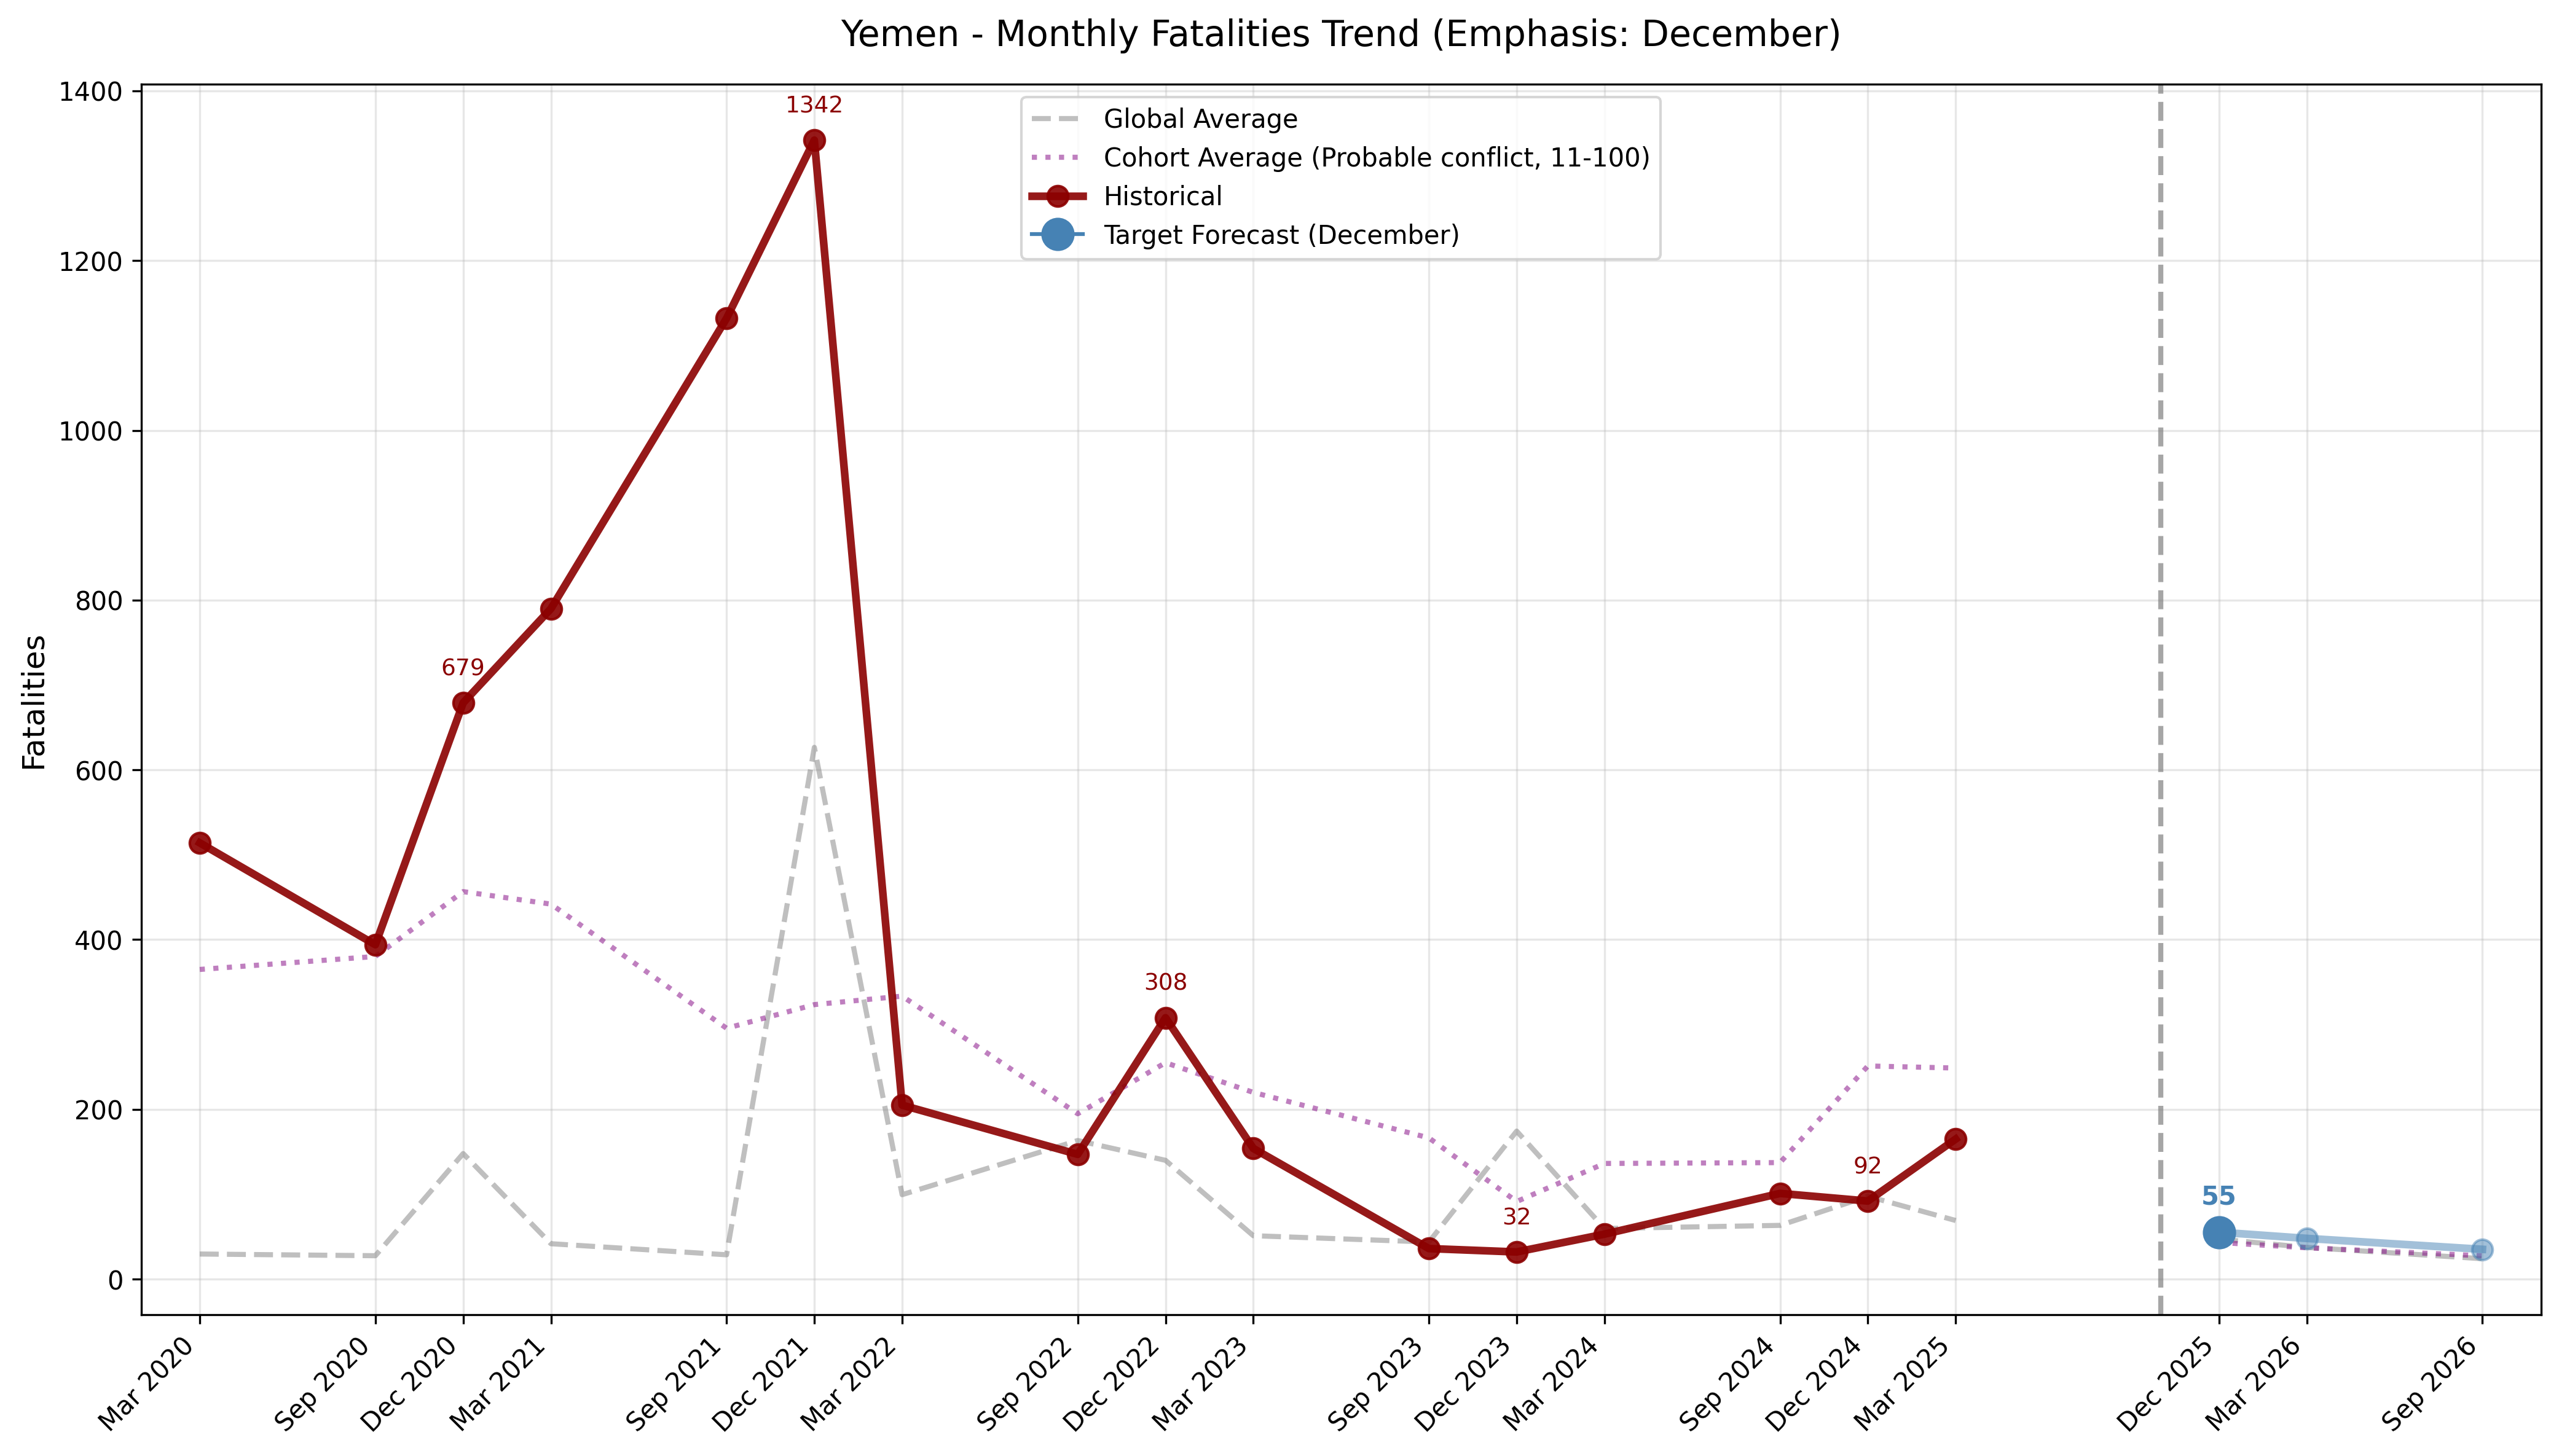 Yemen - Monthly Fatalities Trend (Emphasis: December)
Fatalities
1400
1200
1000
800
600
400
200
0
Global Average
Cohort Average (Probable conflict, 11-100)
Historical
Target Forecast (December)
679
1342
308
32
92
55
Mar 2020
Sep 2020
Dec 2020
Mar 2021
Sep 2021
Dec 2021
Mar 2022
Sep 2022
Dec 2022
Mar 2023
Sep 2023
Dec 2023
Mar 2024
Sep 2024
Dec 2024
Mar 2025
Dec 2025
Mar 2026
Sep 2026